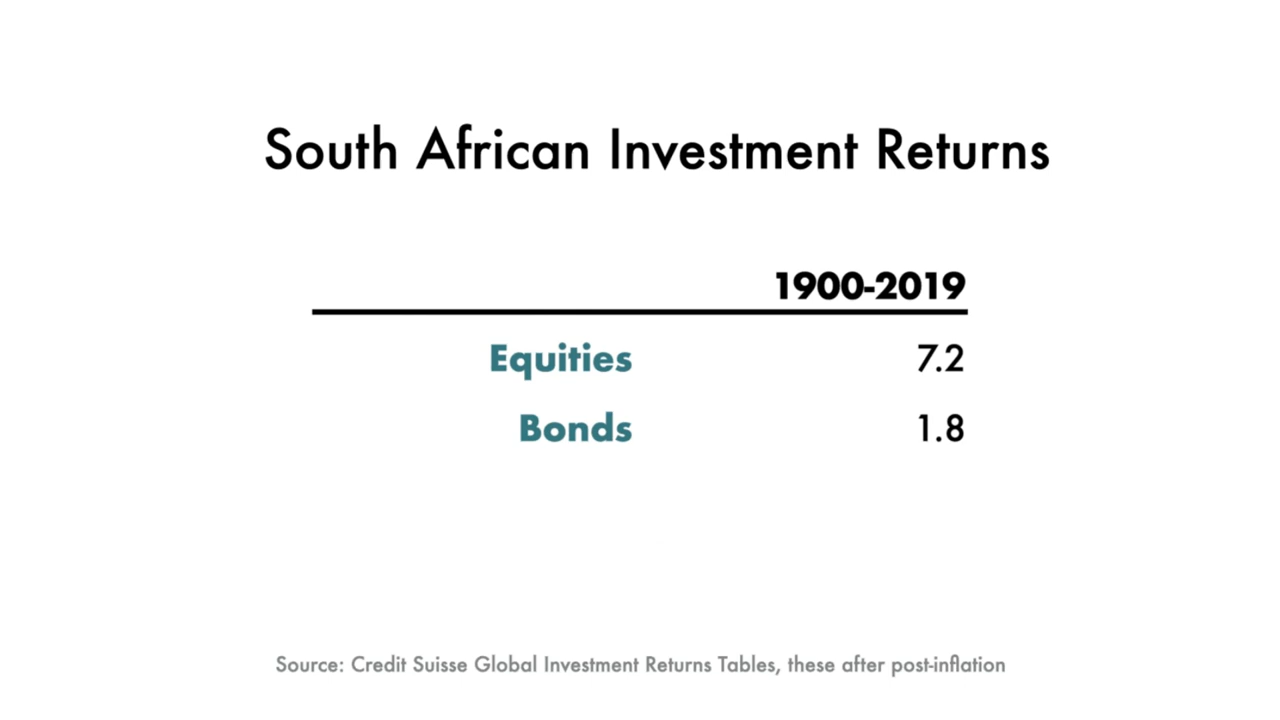 South African Investment Returns
1900-2019
Equities 7.2
Bonds 1.8
Source: Credit Suisse Global Investment Returns Tables, these after post-inflation